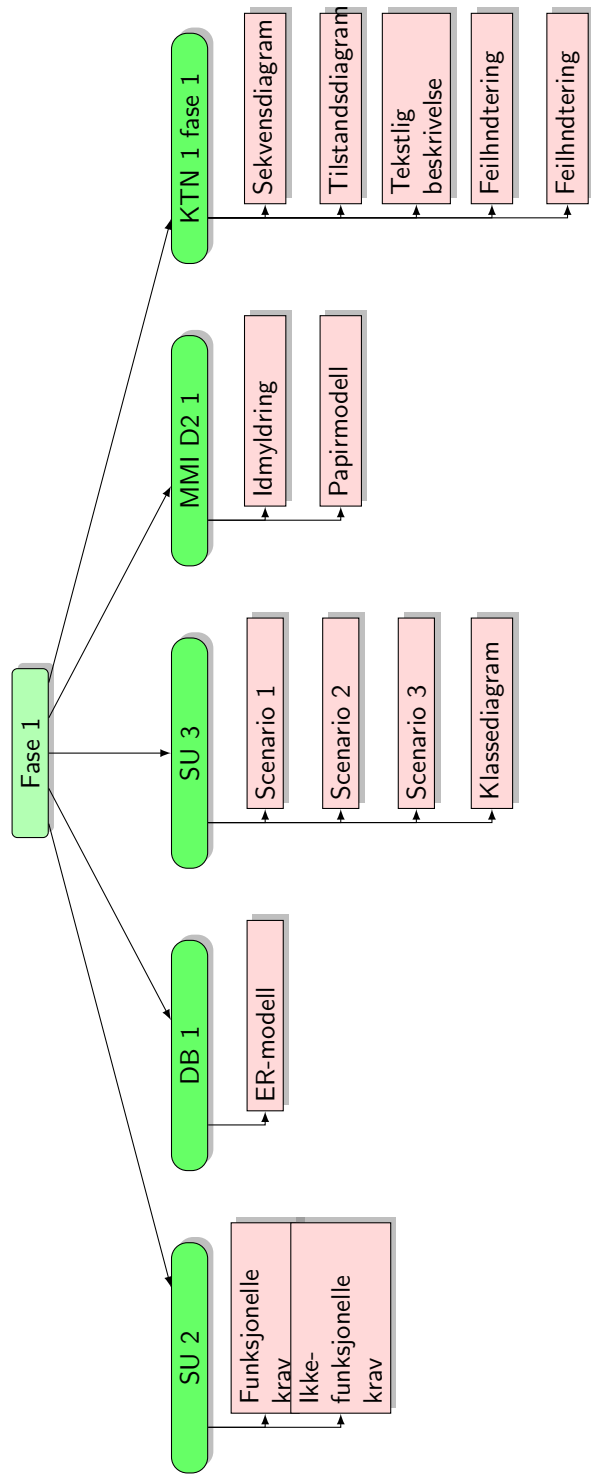 Fase 1
SU 2
Funksjonelle
krav
Ikke-
funksjonelle
krav
DB 1
ER-modell
SU 3
Scenario 1
Scenario 2
Scenario 3
Klassediagram
MMI D2 1
Idmyldring
Papirmodell
KTN 1 fase 1
Sekvensdiagram
Tilstandsdiagram
Tekstlig
beskrivelse
Feilhndtering
Feilhndtering